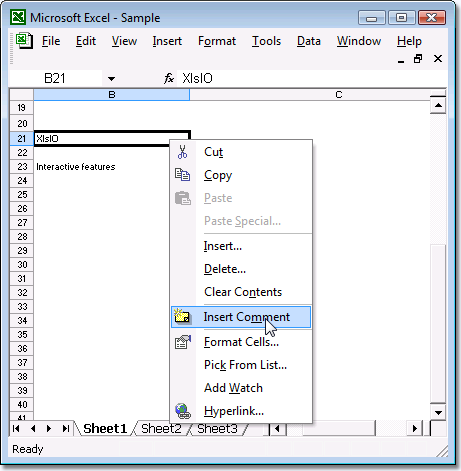 Microsoft Excel - Sample
File Edit View Insert Format Tools Data Window Help
B21 fx XlsIO
B C
19
20
21 XlsIO
22
23 Interactive features
24
25
26
27
28
29
30
31
32
33
34
35
36
37
38
39
40
41
Cut
Copy
Paste
Paste Special...
Insert...
Delete...
Clear Contents
Insert Comment
Format Cells...
Pick From List...
Add Watch
Hyperlink...
Sheet1 Sheet2 Sheet3
Ready